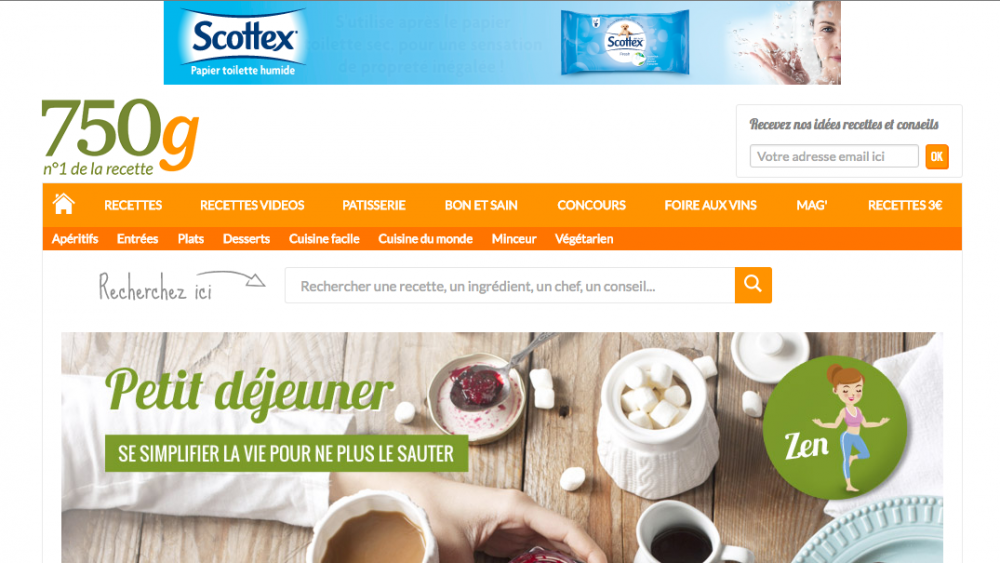 Scottex
Papier toilette humide
S'utilise après le papier
toilette... pour une sensation
de propreté inégalée !
Scottex
750g
n°1 de la recette
Recevez nos idées recettes et conseils
Votre adresse email ici
OK
RECETTES RECETTES VIDEOS PATISSERIE BON ET SAIN CONCOURS FOIRE AUX VINS MAG' RECETTES 3€
Apéritifs Entrées Plats Desserts Cuisine facile Cuisine du monde Minceur Végétarien
Recherchez ici
Rechercher une recette, un ingrédient, un chef, un conseil...
Petit déjeuner
SE SIMPLIFIER LA VIE POUR NE PLUS LE SAUTER
Zen